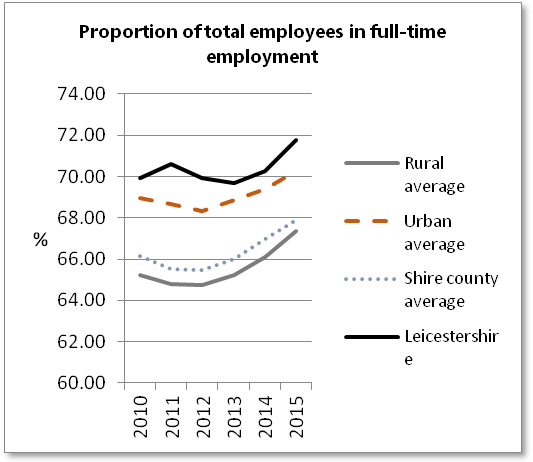 Proportion of total employees in full-time
employment
74.00
72.00
70.00
68.00
66.00
64.00
62.00
60.00
%
2010
2011
2012
2013
2014
2015
Rural
average
Urban
average
Shire county
average
Leicestershir
e